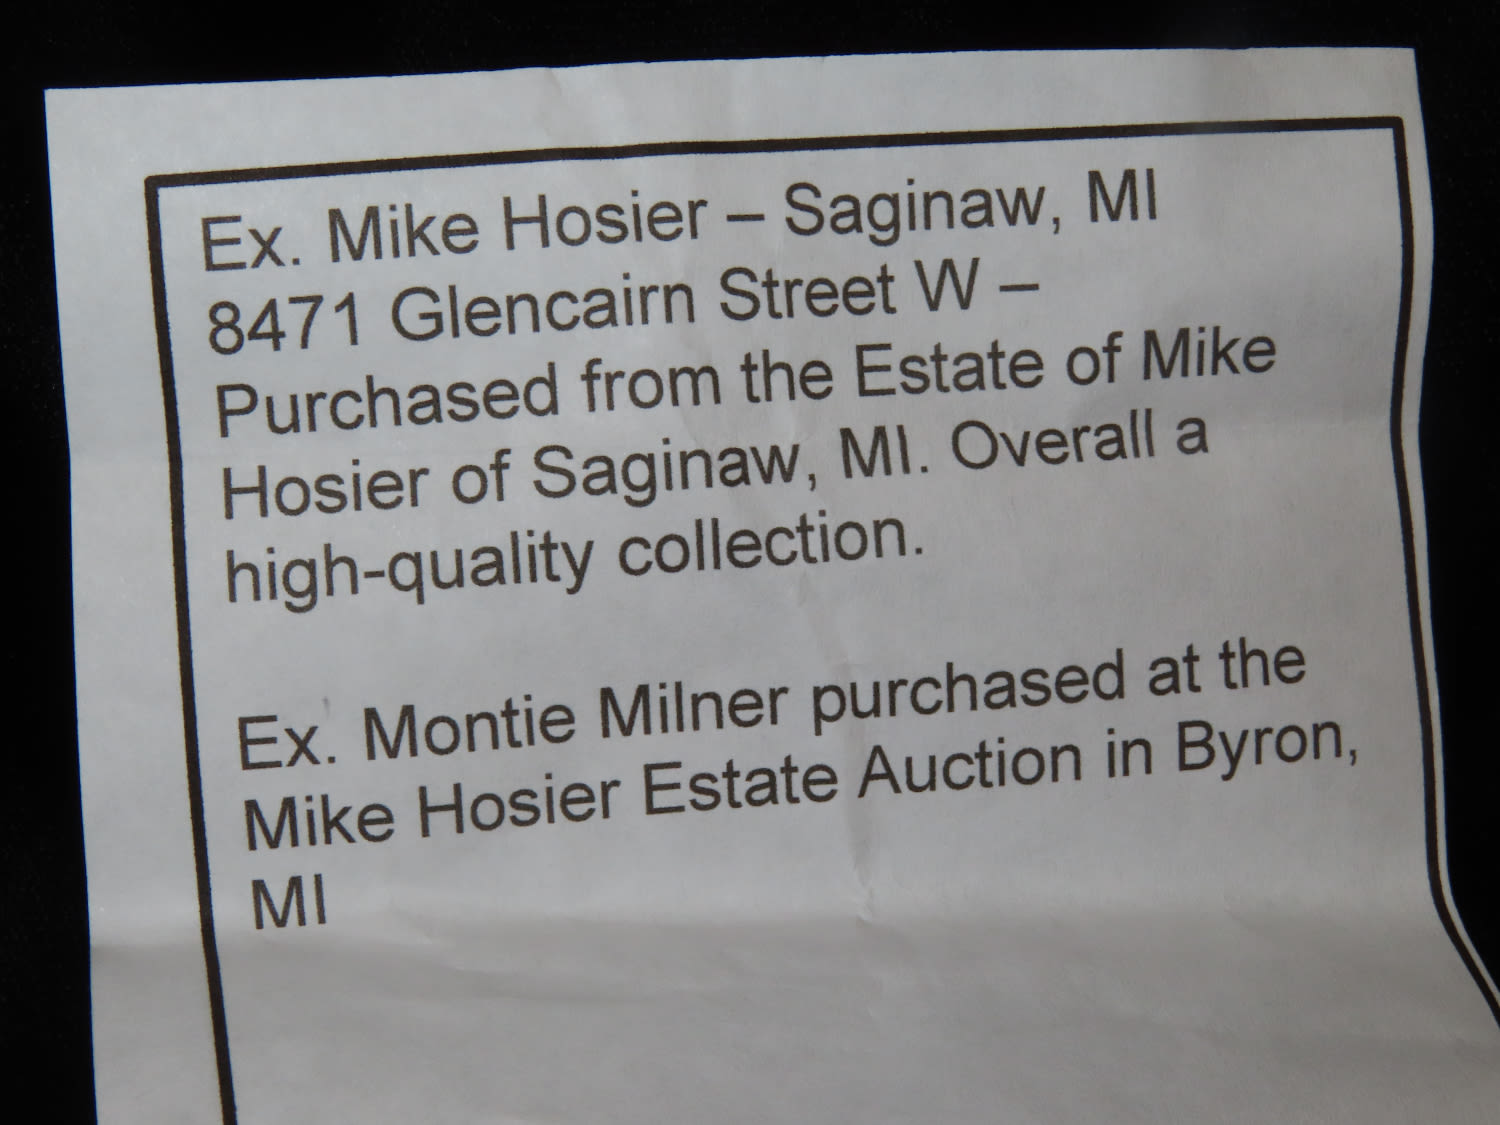 Ex. Mike Hosier – Saginaw, MI
8471 Glencairn Street W –
Purchased from the Estate of Mike
Hosier of Saginaw, MI. Overall a
high-quality collection.
Ex. Montie Milner purchased at the
Mike Hosier Estate Auction in Byron,
MI